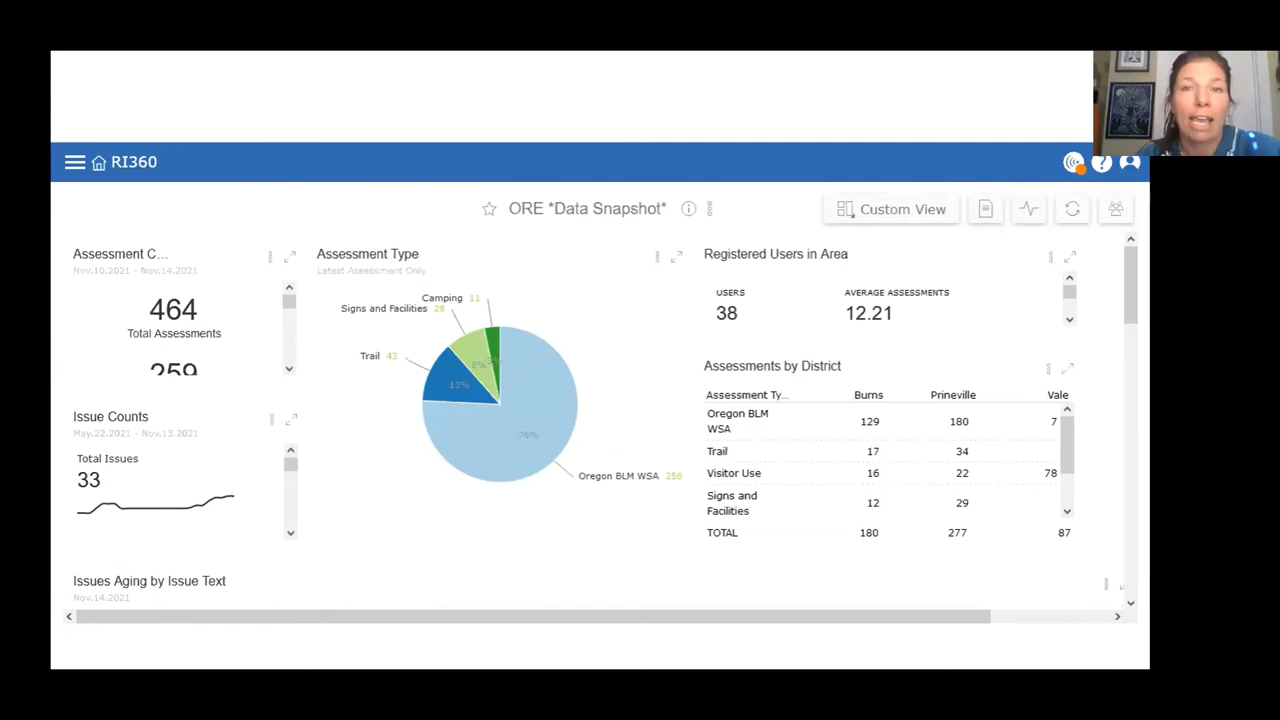 RI360
ORE *Data Snapshot*
Custom View
Assessment C...
Nov.10.2021 - Nov.14.2021
464
Total Assessments
259
Issue Counts
May.22.2021 - Nov.13.2021
Total Issues
33
Assessment Type
Latest Assessment Only
Camping 11
Signs and Facilities 28
Trail 43
8%
13%
76%
Oregon BLM WSA 256
Registered Users in Area
USERS
AVERAGE ASSESSMENTS
38
12.21
Assessments by District
Assessment Ty... Burns Prineville Vale
Oregon BLM
WSA 129 180 7
Trail 17 34
Visitor Use 16 22 78
Signs and
Facilities 12 29
TOTAL 180 277 87
Issues Aging by Issue Text
Nov.14.2021